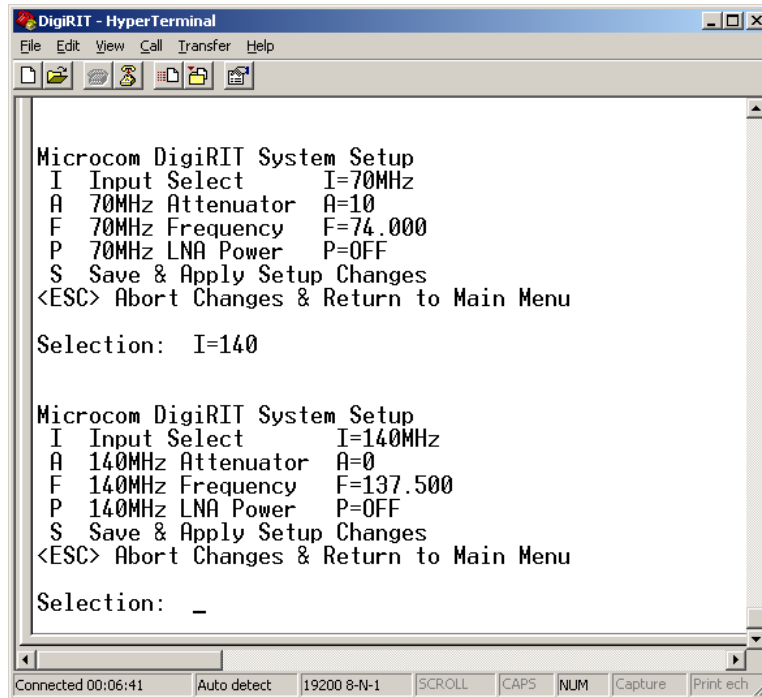 DigiRIT - HyperTerminal
File Edit View Call Transfer Help
Microcom DigiRIT System Setup
I Input Select I=70MHz
A 70MHz Attenuator A=10
F 70MHz Frequency F=74.000
P 70MHz LNA Power P=OFF
S Save & Apply Setup Changes
<ESC> Abort Changes & Return to Main Menu
Selection: I=140
Microcom DigiRIT System Setup
I Input Select I=140MHz
A 140MHz Attenuator A=0
F 140MHz Frequency F=137.500
P 140MHz LNA Power P=OFF
S Save & Apply Setup Changes
<ESC> Abort Changes & Return to Main Menu
Selection: _
Connected 00:06:41 Auto detect 19200 8-N-1 SCROLL CAPS NUM Capture Print ech